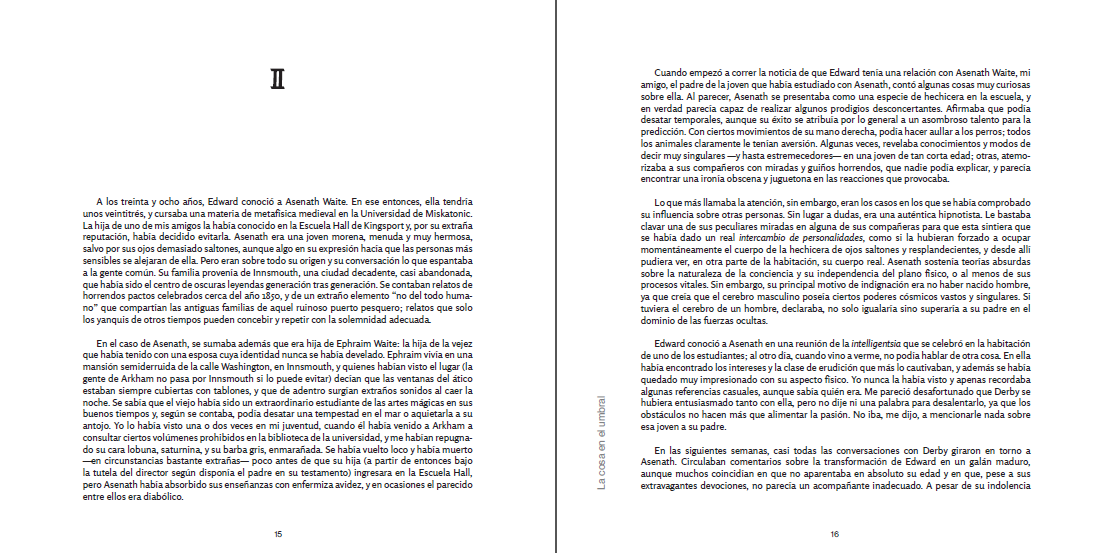 II
A los treinta y ocho años, Edward conoció a Asenath Waite. En ese entonces, ella tendría
unos veintitrés, y cursaba una materia de metafísica medieval en la Universidad de Miskatonic.
La hija de uno de mis amigos la había conocido en la Escuela Hall de Kingsport y, por su extraña
reputación, había decidido evitarla. Asenath era una joven morena, menuda y muy hermosa,
salvo por sus ojos demasiado saltones, aunque algo en su expresión hacía que las personas más
sensibles se alejaran de ella. Pero eran sobre todo su origen y su conversación lo que espantaba
a la gente común. Su familia provenía de Innsmouth, una ciudad decadente, casi abandonada,
que había sido el centro de oscuras leyendas generación tras generación. Se contaban relatos de
horrendos pactos celebrados cerca del año 1850, y de un extraño elemento “no del todo huma-
no” que compartían las antiguas familias de aquel ruinoso puerto pesquero; relatos que solo
los yanquis de otros tiempos pueden concebir y repetir con la solemnidad adecuada.
En el caso de Asenath, se sumaba además que era hija de Ephraim Waite: la hija de la vejez
que había tenido con una esposa cuya identidad nunca se había develado. Ephraim vivía en una
mansión semiderruida de la calle Washington, en Innsmouth, y quienes habían visto el lugar (la
gente de Arkham no pasa por Innsmouth si lo puede evitar) decían que las ventanas del ático
estaban siempre cubiertas con tablones, y que de adentro surgían extraños sonidos al caer la
noche. Se sabía que el viejo había sido un extraordinario estudiante de las artes mágicas en sus
buenos tiempos y, según se contaba, podía desatar una tempestad en el mar o aquietarla a su
antojo. Yo lo había visto una o dos veces en mi juventud, cuando él había venido a Arkham a
consultar ciertos volúmenes prohibidos en la biblioteca de la universidad, y me habían repugna-
do su cara lobuna, saturnina, y su barba gris, enmarañada. Se había vuelto loco y había muerto
—en circunstancias bastante extrañas— poco antes de que su hija (a partir de entonces bajo
la tutela del director según disponía el padre en su testamento) ingresara en la Escuela Hall,
pero Asenath había absorbido sus enseñanzas con enfermiza avidez, y en ocasiones el parecido
entre ellos era diabólico.
15
Cuando empezó a correr la noticia de que Edward tenía una relación con Asenath Waite, mi
amigo, el padre de la joven que había estudiado con Asenath, contó algunas cosas muy curiosas
sobre ella. Al parecer, Asenath se presentaba como una especie de hechicera en la escuela, y
en verdad parecía capaz de realizar algunos prodigios desconcertantes. Afirmaba que podía
desatar temporales, aunque su éxito se atribuía por lo general a un asombroso talento para la
predicción. Con ciertos movimientos de su mano derecha, podía hacer aullar a los perros; todos
los animales claramente le tenían aversión. Algunas veces, revelaba conocimientos y modos de
decir muy singulares —y hasta estremecedores— en una joven de tan corta edad; otras, atemo-
rizaba a sus compañeros con miradas y guiños horrendos, que nadie podía explicar, y parecía
encontrar una ironía obscena y juguetona en las reacciones que provocaba.
Lo que más llamaba la atención, sin embargo, eran los casos en los que se había comprobado
su influencia sobre otras personas. Sin lugar a dudas, era una auténtica hipnotista. Le bastaba
clavar una de sus peculiares miradas en alguna de sus compañeras para que esta sintiera que
se había dado un real intercambio de personalidades, como si la hubieran forzado a ocupar
momentáneamente el cuerpo de la hechicera de ojos saltones y resplandecientes, y desde allí
pudiera ver, en otra parte de la habitación, su cuerpo real. Asenath sostenía teorías absurdas
sobre la naturaleza de la conciencia y su independencia del plano físico, o al menos de sus
procesos vitales. Sin embargo, su principal motivo de indignación era no haber nacido hombre,
ya que creía que el cerebro masculino poseía ciertos poderes cósmicos vastos y singulares. Si
tuviera el cerebro de un hombre, declaraba, no solo igualaría sino superaría a su padre en el
dominio de las fuerzas ocultas.
Edward conoció a Asenath en una reunión de la intelligentsia que se celebró en la habitación
de uno de los estudiantes; al otro día, cuando vino a verme, no podía hablar de otra cosa. En ella
había encontrado los intereses y la clase de erudición que más lo cautivaban, y además se había
quedado muy impresionado con su aspecto físico. Yo nunca la había visto y apenas recordaba
algunas referencias casuales, aunque sabía quién era. Me pareció desafortunado que Derby se
hubiera entusiasmado tanto con ella, pero no dije ni una palabra para desalentarlo, ya que los
obstáculos no hacen más que alimentar la pasión. No iba, me dijo, a mencionarle nada sobre
esa joven a su padre.
En las siguientes semanas, casi todas las conversaciones con Derby giraron en torno a
Asenath. Circulaban comentarios sobre la transformación de Edward en un galán maduro,
aunque muchos coincidían en que no aparentaba en absoluto su edad y en que, pese a sus
extravagantes devociones, no parecía un acompañante inadecuado. A pesar de su indolencia
La cosa en el umbral
16